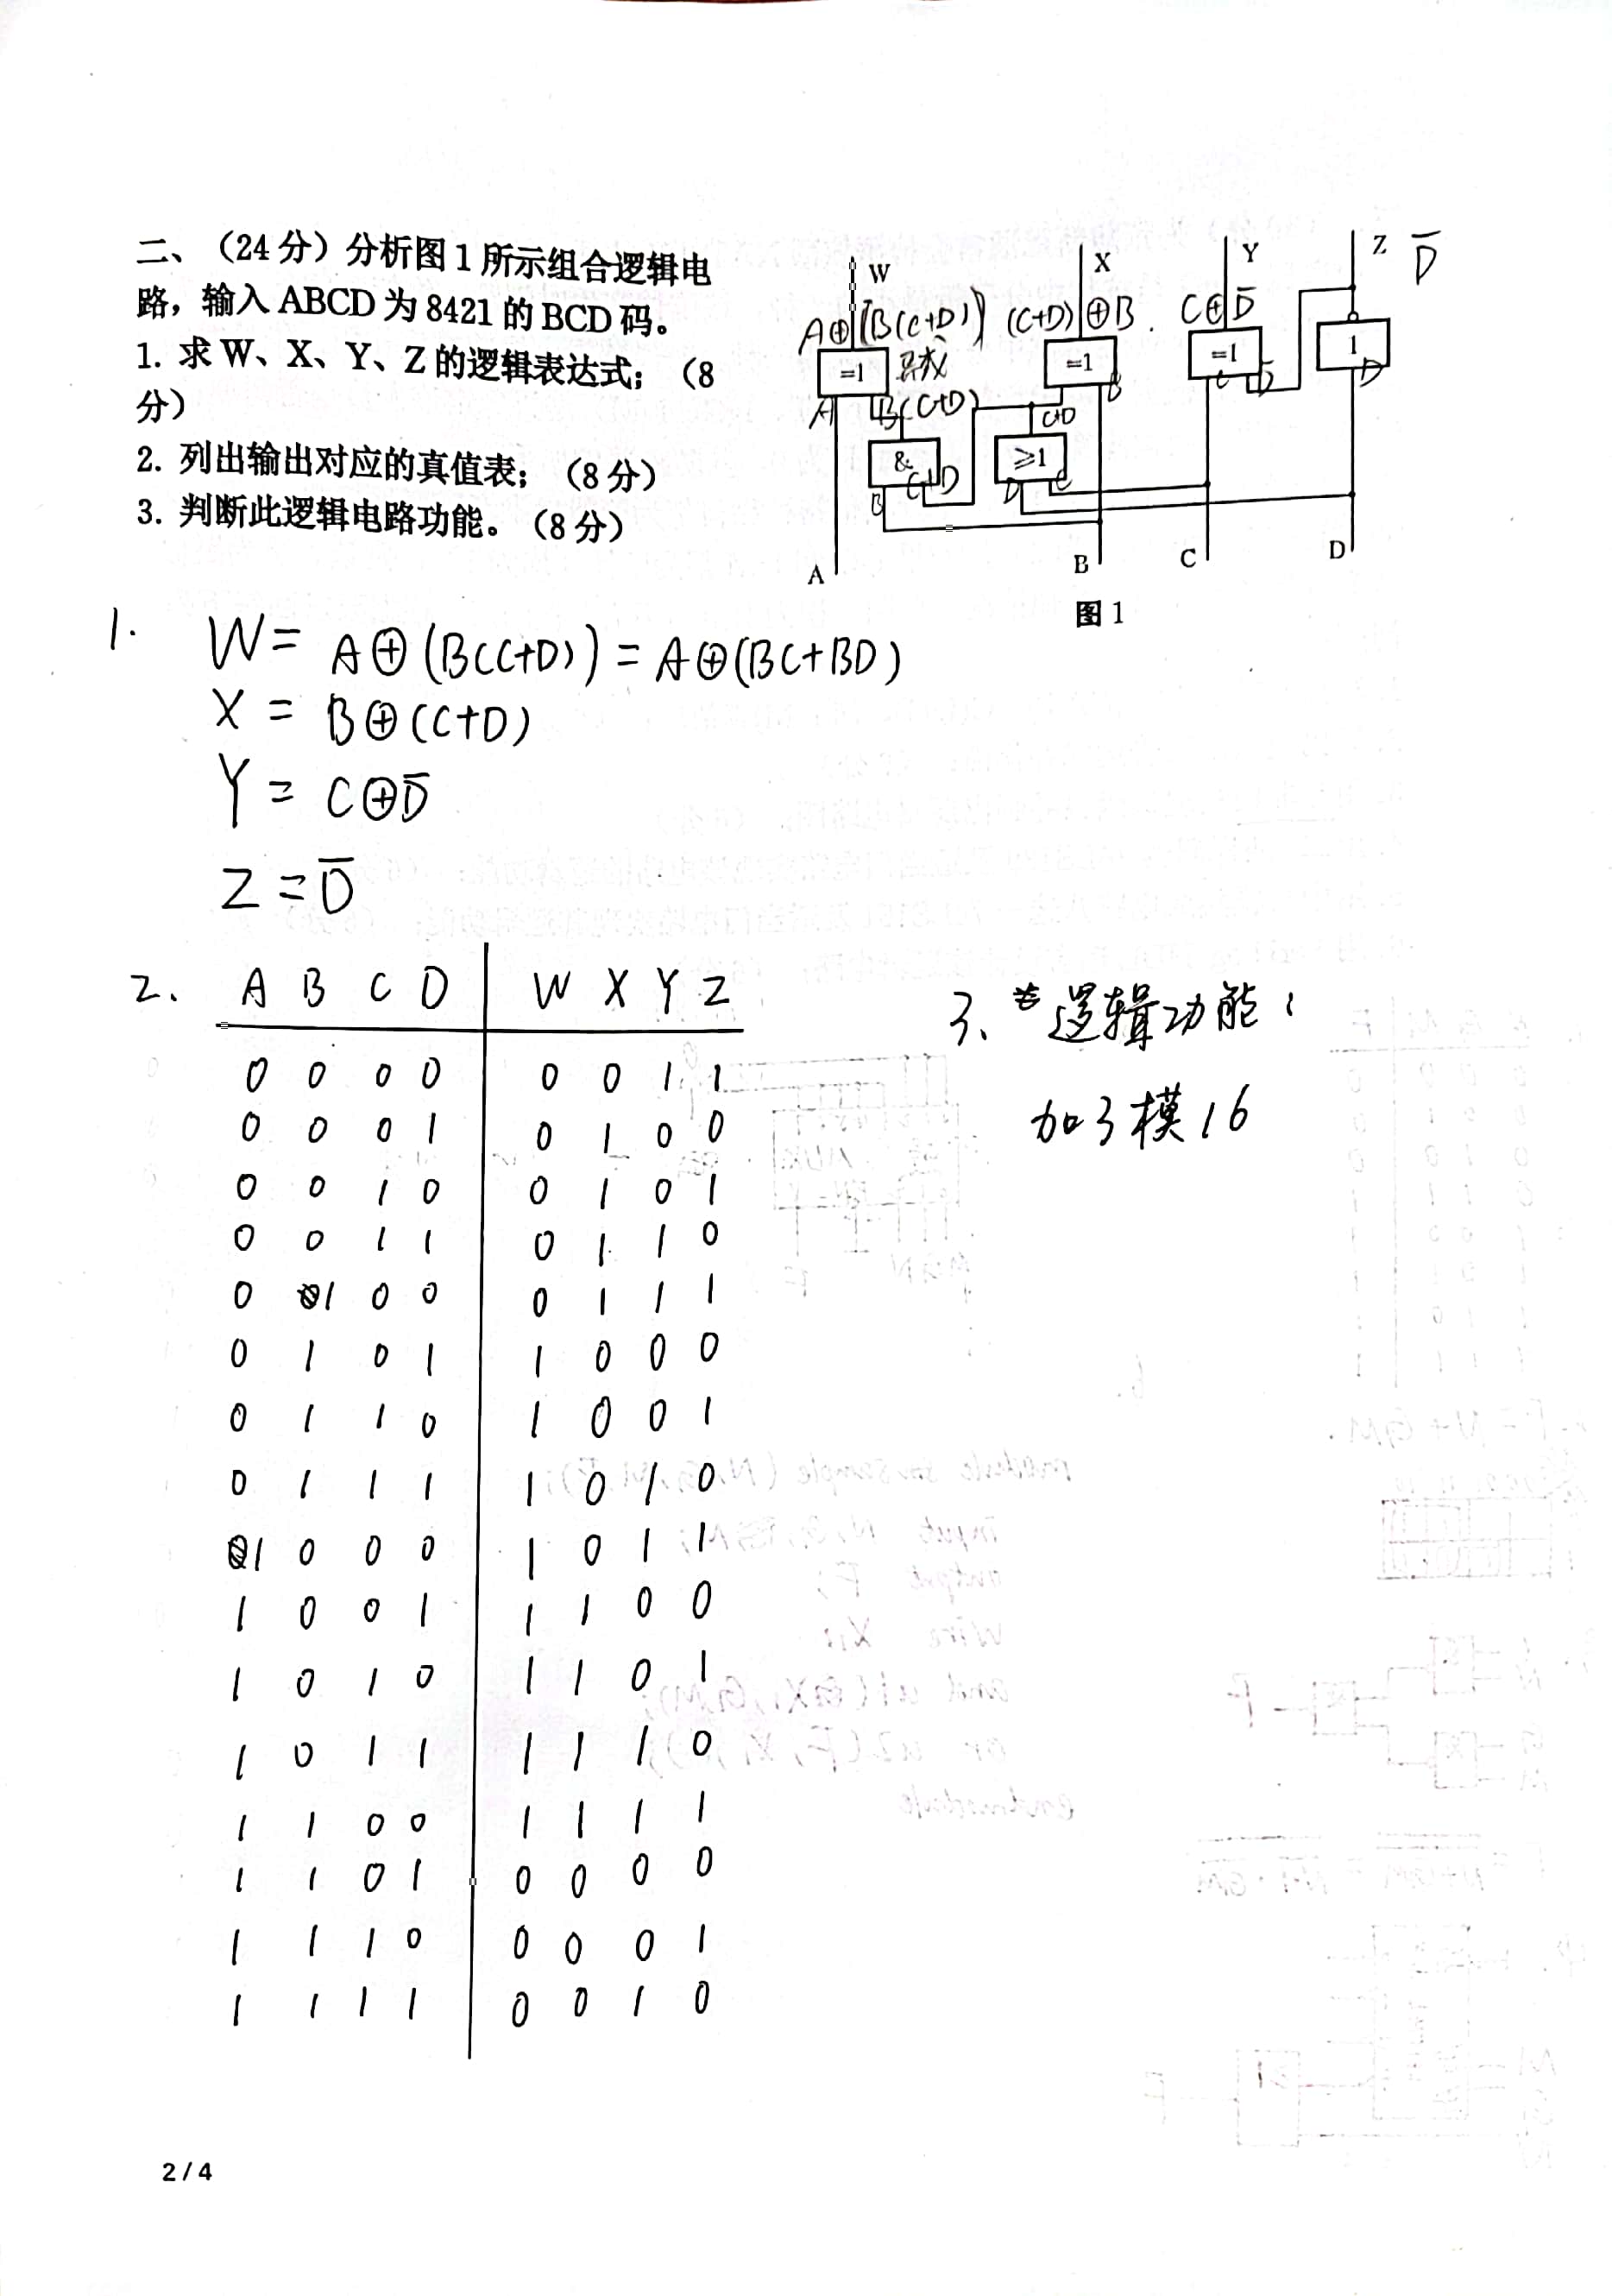 二、（24分）分析图1所示组合逻辑电
路，输入ABCD为8421的BCD码。
1. 求W、X、Y、Z的逻辑表达式；（8
分）
2. 列出输出对应的真值表；（8分）
3. 判断此逻辑电路功能。（8分）
W X Y Z D̅
A⊕(B(C+D)) (C+D)⊕B. C⊕D̅
=1 =1 =1 1
A B(C+D) C+D B C D̅ D
& ≥1
B C+D D C
A B C D
图1
1. W= A⊕(B(C+D)) = A⊕(BC+BD)
X = B⊕(C+D)
Y = C⊕D̅
Z = D̅
2. A B C D W X Y Z
0 0 0 0 0 0 1 1
0 0 0 1 0 1 0 0
0 0 1 0 0 1 0 1
0 0 1 1 0 1 1 0
0 1 0 0 0 1 1 1
0 1 0 1 1 0 0 0
0 1 1 0 1 0 0 1
0 1 1 1 1 0 1 0
1 0 0 0 1 0 1 1
1 0 0 1 1 1 0 0
1 0 1 0 1 1 0 1
1 0 1 1 1 1 1 0
1 1 0 0 1 1 1 1
1 1 0 1 0 0 0 0
1 1 1 0 0 0 0 1
1 1 1 1 0 0 1 0
3、逻辑功能：
加3模16
2 / 4